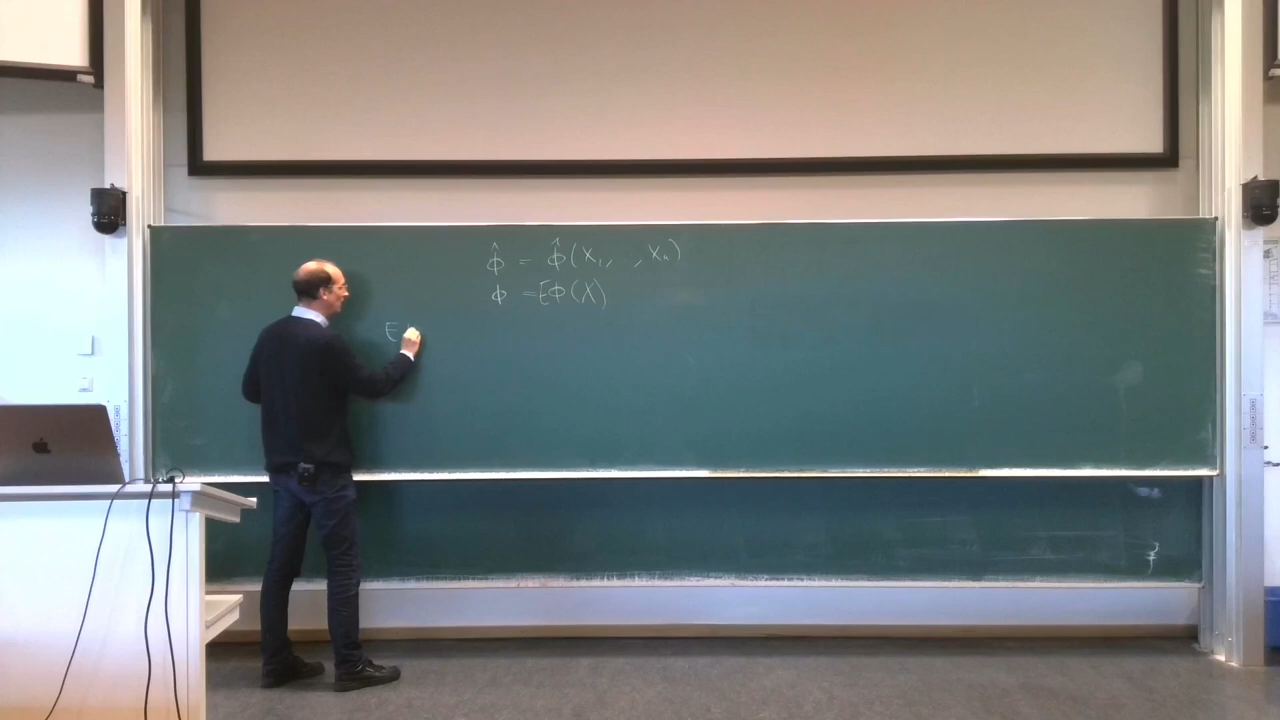 ϕ̂ = ϕ̂(X₁, , Xₙ)
ϕ = Eϕ(X)
E